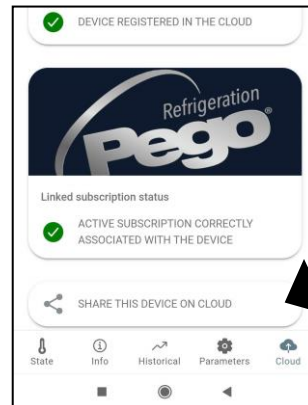 DEVICE REGISTERED IN THE CLOUD
Refrigeration
Pego
Linked subscription status
ACTIVE SUBSCRIPTION CORRECTLY
ASSOCIATED WITH THE DEVICE
SHARE THIS DEVICE ON CLOUD
State Info Historical Parameters Cloud